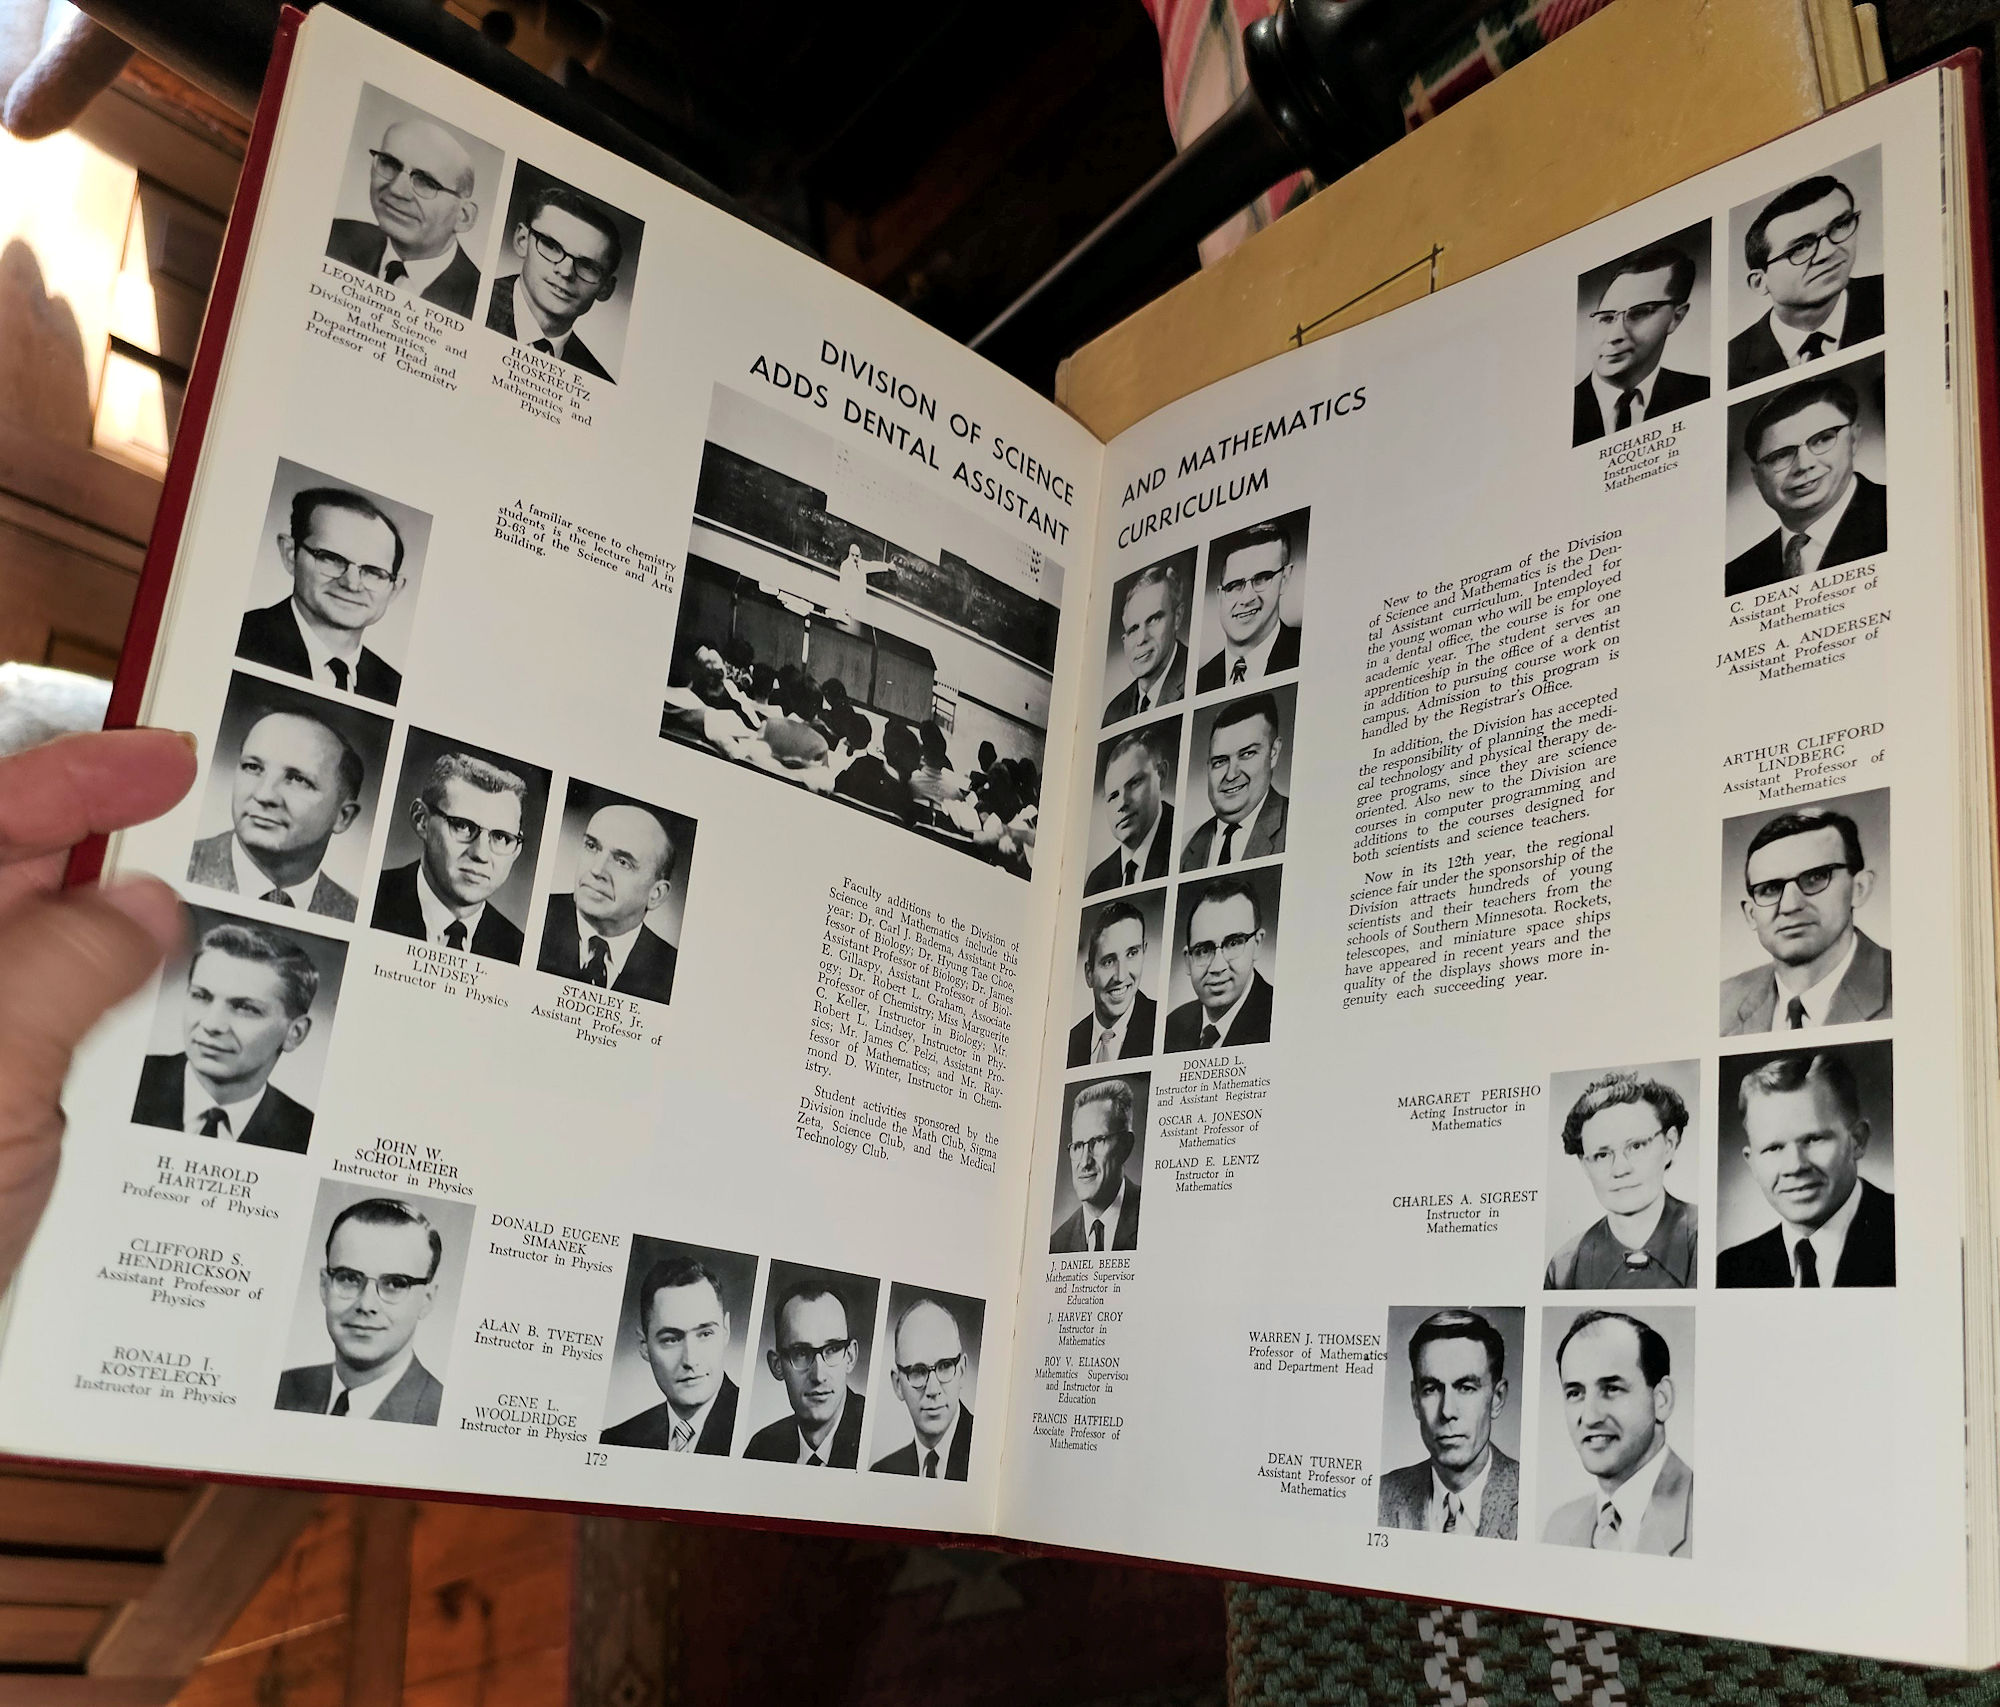 DIVISION OF SCIENCE
ADDS DENTAL ASSISTANT
LEONARD A. FORD
Chairman of the
Division of Science and
Mathematics,
Department Head and
Professor of Chemistry
HARVEY E.
GROSKREUTZ
Instructor in
Mathematics and
Physics
A familiar scene to chemistry
students is the lecture hall in
D-63 of the Science and Arts
Building.
ROBERT L.
LINDSEY
Instructor in Physics
STANLEY E.
RODGERS, Jr.
Assistant Professor of
Physics
Faculty additions to the Division of
Science and Mathematics include this
year: Dr. Carl J. Badema, Assistant Pro-
fessor of Biology; Dr. Hyung Tae Choe,
Assistant Professor of Biology; Dr. James
E. Gillaspy, Assistant Professor of Biol-
ogy; Dr. Robert L. Graham, Associate
Professor of Chemistry; Miss Marguerite
C. Keller, Instructor in Biology; Mr.
Robert L. Lindsey, Instructor in Phy-
sics; Mr. James C. Pelzi, Assistant Pro-
fessor of Mathematics; and Mr. Ray-
mond D. Winter, Instructor in Chem-
istry.
Student activities sponsored by the
Division include the Math Club, Sigma
Zeta, Science Club, and the Medical
Technology Club.
H. HAROLD
HARTZLER
Professor of Physics
CLIFFORD S.
HENDRICKSON
Assistant Professor of
Physics
RONALD J.
KOSTELECKY
Instructor in Physics
JOHN W.
SCHOLMEIER
Instructor in Physics
DONALD EUGENE
SIMANEK
Instructor in Physics
ALAN B. TVETEN
Instructor in Physics
GENE L.
WOOLDRIDGE
Instructor in Physics
172
AND MATHEMATICS
CURRICULUM
RICHARD H.
ACQUARD
Instructor in
Mathematics
C. DEAN ALDERS
Assistant Professor of
Mathematics
JAMES A. ANDERSEN
Assistant Professor of
Mathematics
New to the program of the Division
of Science and Mathematics is the Den-
tal Assistant curriculum. Intended for
the young woman who will be employed
in a dental office, the course is for one
academic year. The student serves an
apprenticeship in the office of a dentist
in addition to pursuing course work on
campus. Admission to this program is
handled by the Registrar's Office.
In addition, the Division has accepted
the responsibility of planning the medi-
cal technology and physical therapy de-
gree programs, since they are science
oriented. Also new to the Division are
courses in computer programming and
additions to the courses designed for
both scientists and science teachers.
Now in its 12th year, the regional
science fair under the sponsorship of the
Division attracts hundreds of young
scientists and their teachers from the
schools of Southern Minnesota. Rockets,
telescopes, and miniature space ships
have appeared in recent years and the
quality of the displays shows more in-
genuity each succeeding year.
ARTHUR CLIFFORD
LINDBERG
Assistant Professor of
Mathematics
DONALD L.
HENDERSON
Instructor in Mathematics
and Assistant Registrar
OSCAR A. JONESON
Assistant Professor of
Mathematics
ROLAND E. LENTZ
Instructor in
Mathematics
J. DANIEL BEEBE
Mathematics Supervisor
and Instructor in
Education
J. HARVEY CROY
Instructor in
Mathematics
ROY V. ELIASON
Mathematics Supervisor
and Instructor in
Education
FRANCIS HATFIELD
Associate Professor of
Mathematics
MARGARET PERISHO
Acting Instructor in
Mathematics
CHARLES A. SIGREST
Instructor in
Mathematics
WARREN J. THOMSEN
Professor of Mathematics
and Department Head
DEAN TURNER
Assistant Professor of
Mathematics
173